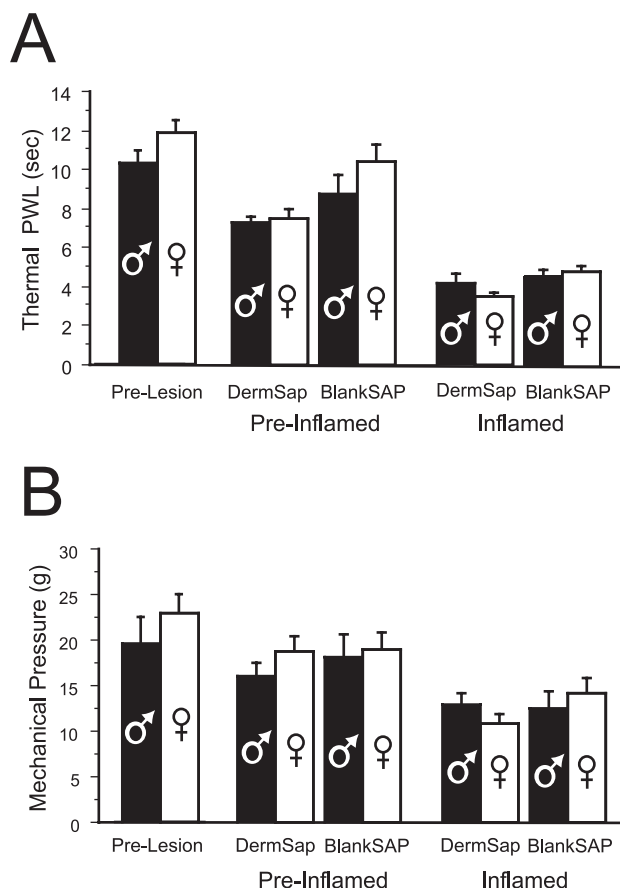 A
14
12
10
8
6
4
2
0
Thermal PWL (sec)
♂ ♀ ♂ ♀ ♂ ♀ ♂ ♀ ♂ ♀
Pre-Lesion DermSap BlankSAP DermSap BlankSAP
Pre-Inflamed Inflamed
B
30
25
20
15
10
5
0
Mechanical Pressure (g)
♂ ♀ ♂ ♀ ♂ ♀ ♂ ♀ ♂ ♀
Pre-Lesion DermSap BlankSAP DermSap BlankSAP
Pre-Inflamed Inflamed